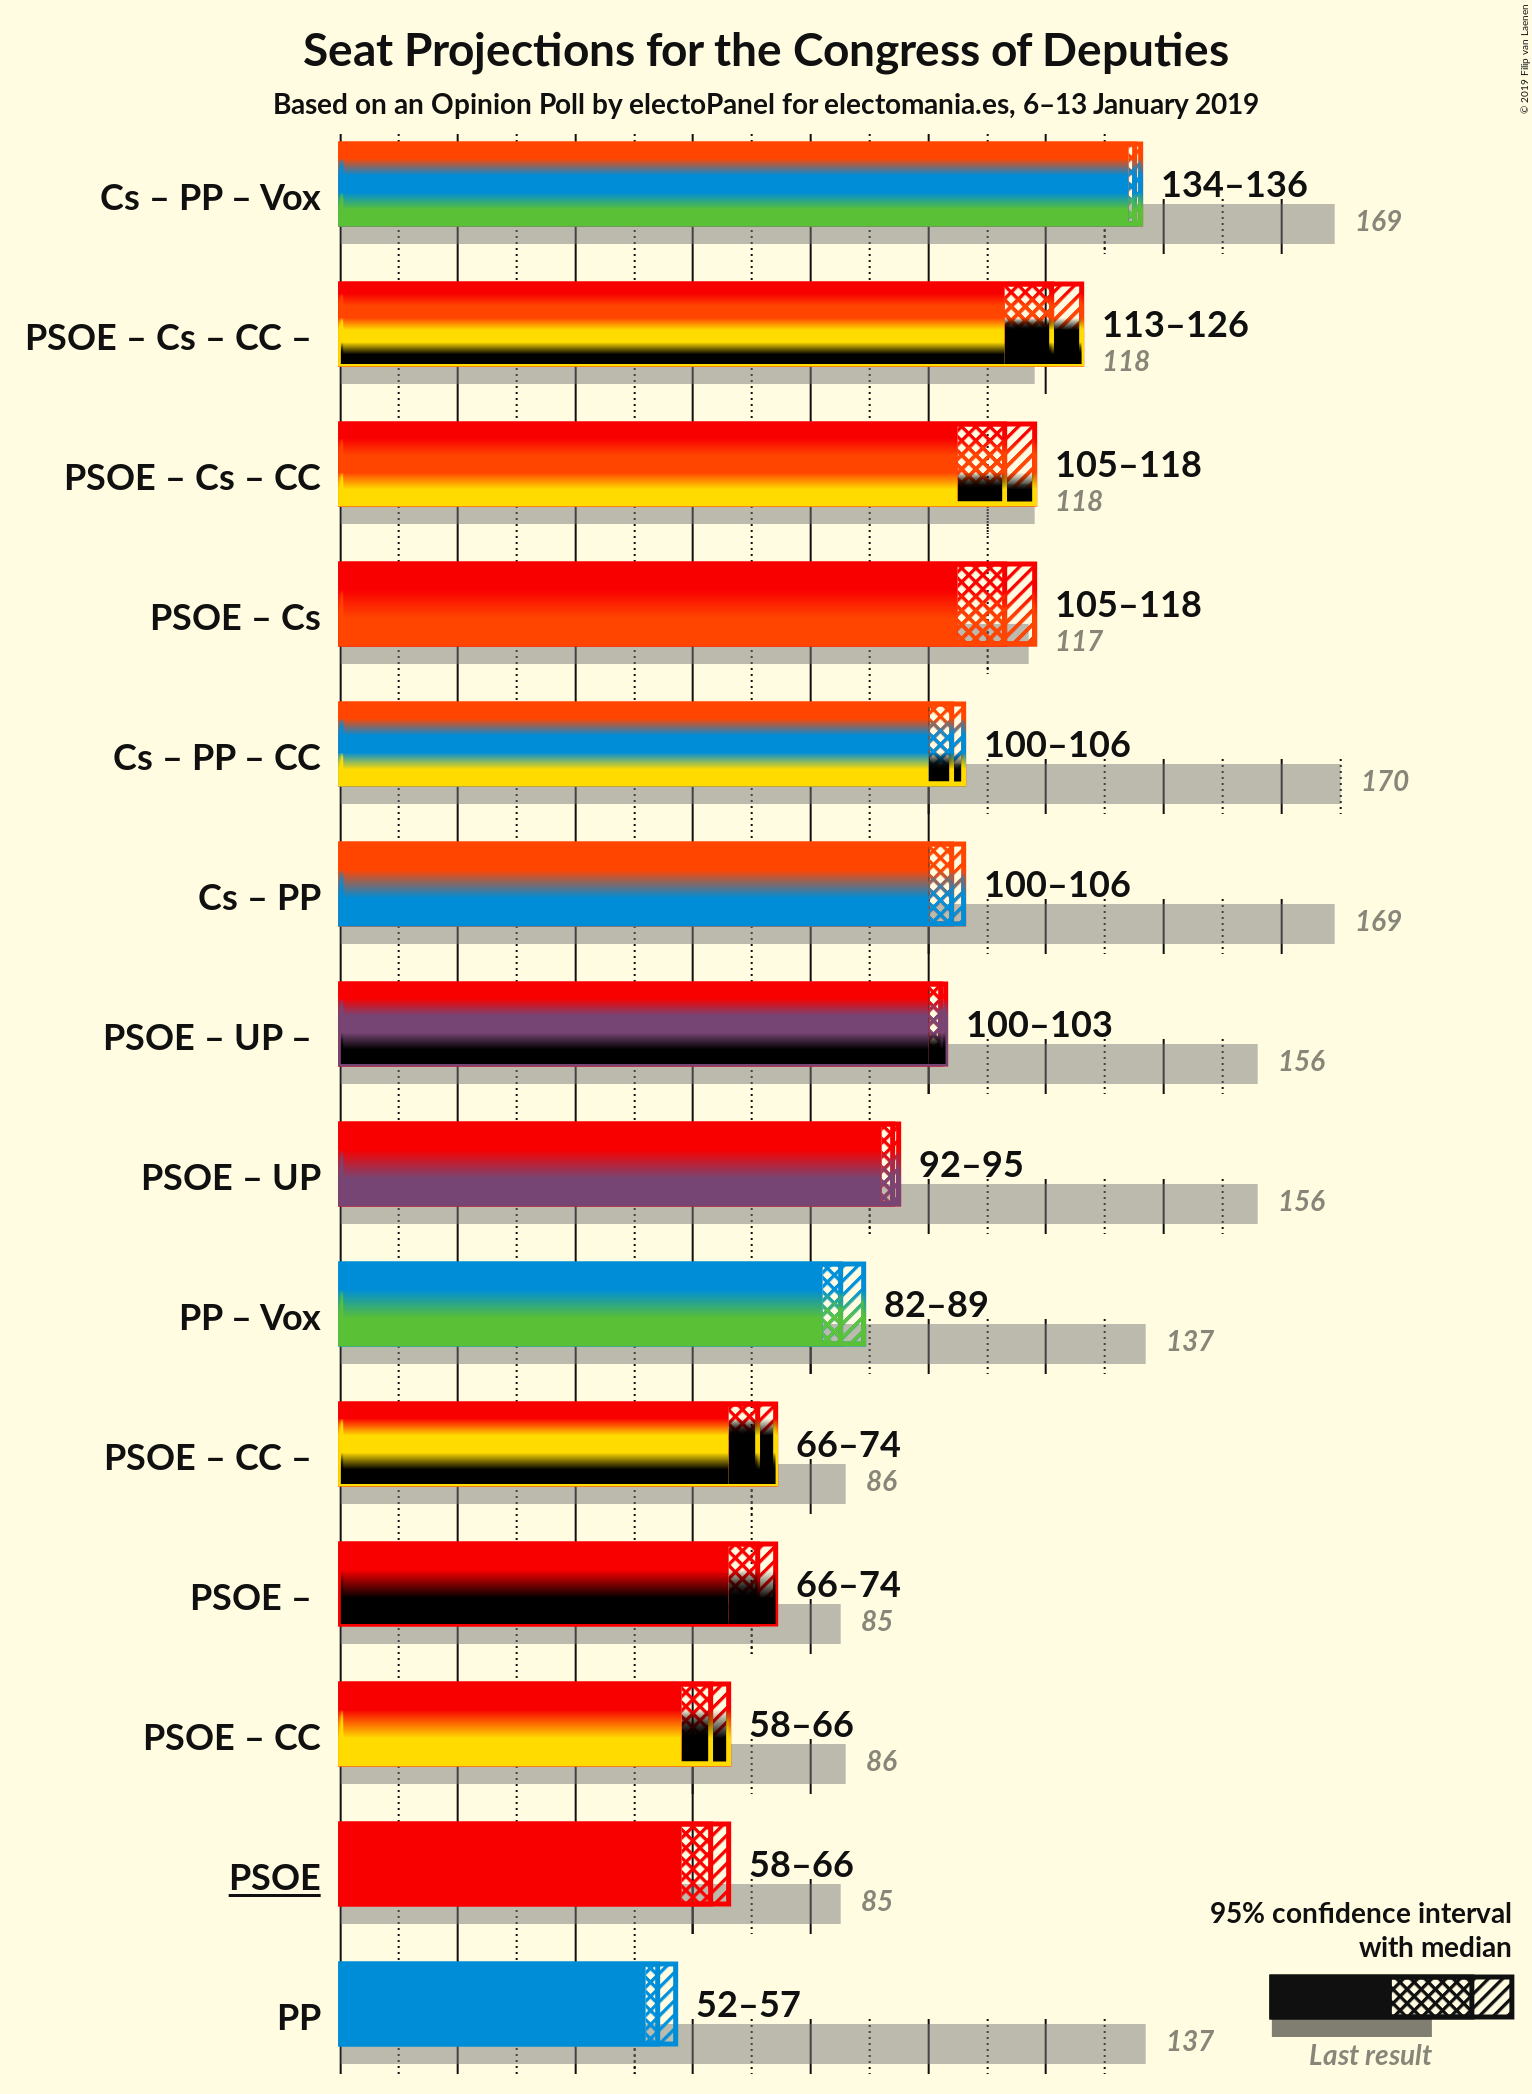 Seat Projections for the Congress of Deputies
Based on an Opinion Poll by electoPanel for electomania.es, 6–13 January 2019
© 2019 Filip van Laenen
Cs – PP – Vox
134–136
169
PSOE – Cs – CC –
113–126
118
PSOE – Cs – CC
105–118
118
PSOE – Cs
105–118
117
Cs – PP – CC
100–106
170
Cs – PP
100–106
169
PSOE – UP –
100–103
156
PSOE – UP
92–95
156
PP – Vox
82–89
137
PSOE – CC –
66–74
86
PSOE –
66–74
85
PSOE – CC
58–66
86
PSOE
58–66
85
PP
52–57
137
95% confidence interval
with median
Last result